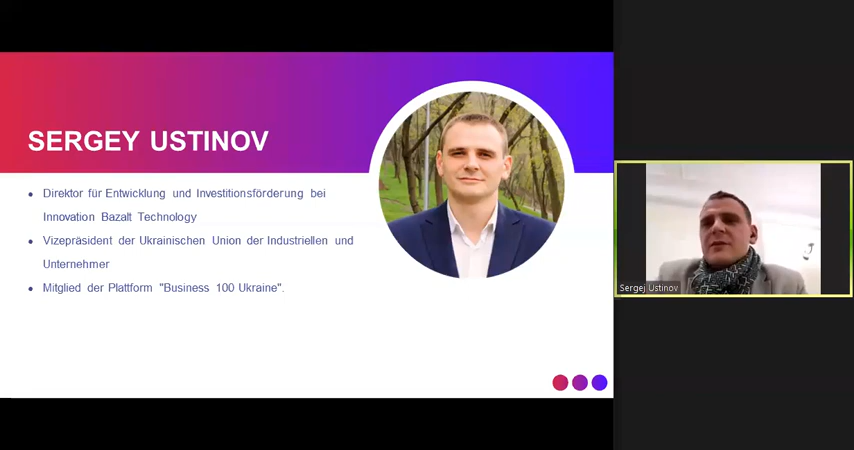 SERGEY USTINOV
• Direktor für Entwicklung und Investitionsförderung bei
Innovation Bazalt Technology
• Vizepräsident der Ukrainischen Union der Industriellen und
Unternehmer
• Mitglied der Plattform "Business 100 Ukraine".
Sergej Ustinov